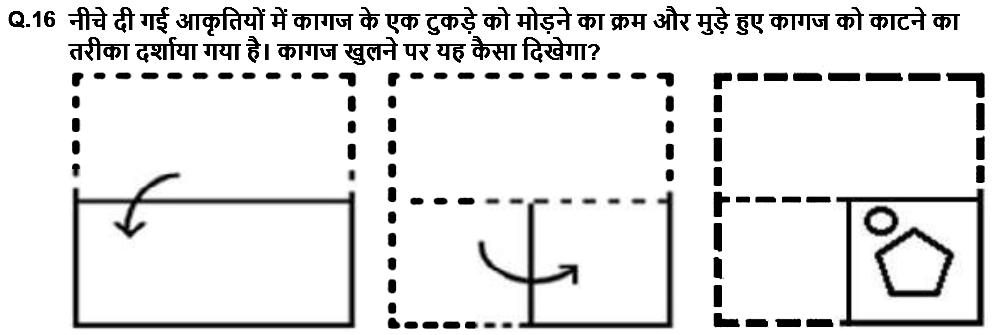 Q.16 नीचे दी गई आकृतियों में कागज के एक टुकड़े को मोड़ने का क्रम और मुड़े हुए कागज को काटने का
तरीका दर्शाया गया है। कागज खुलने पर यह कैसा दिखेगा?